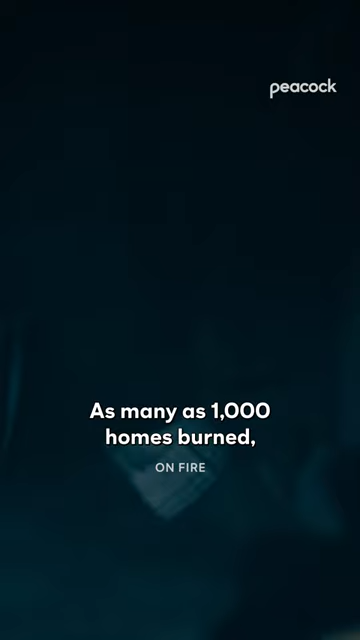 peacock
As many as 1,000
homes burned,
ON FIRE